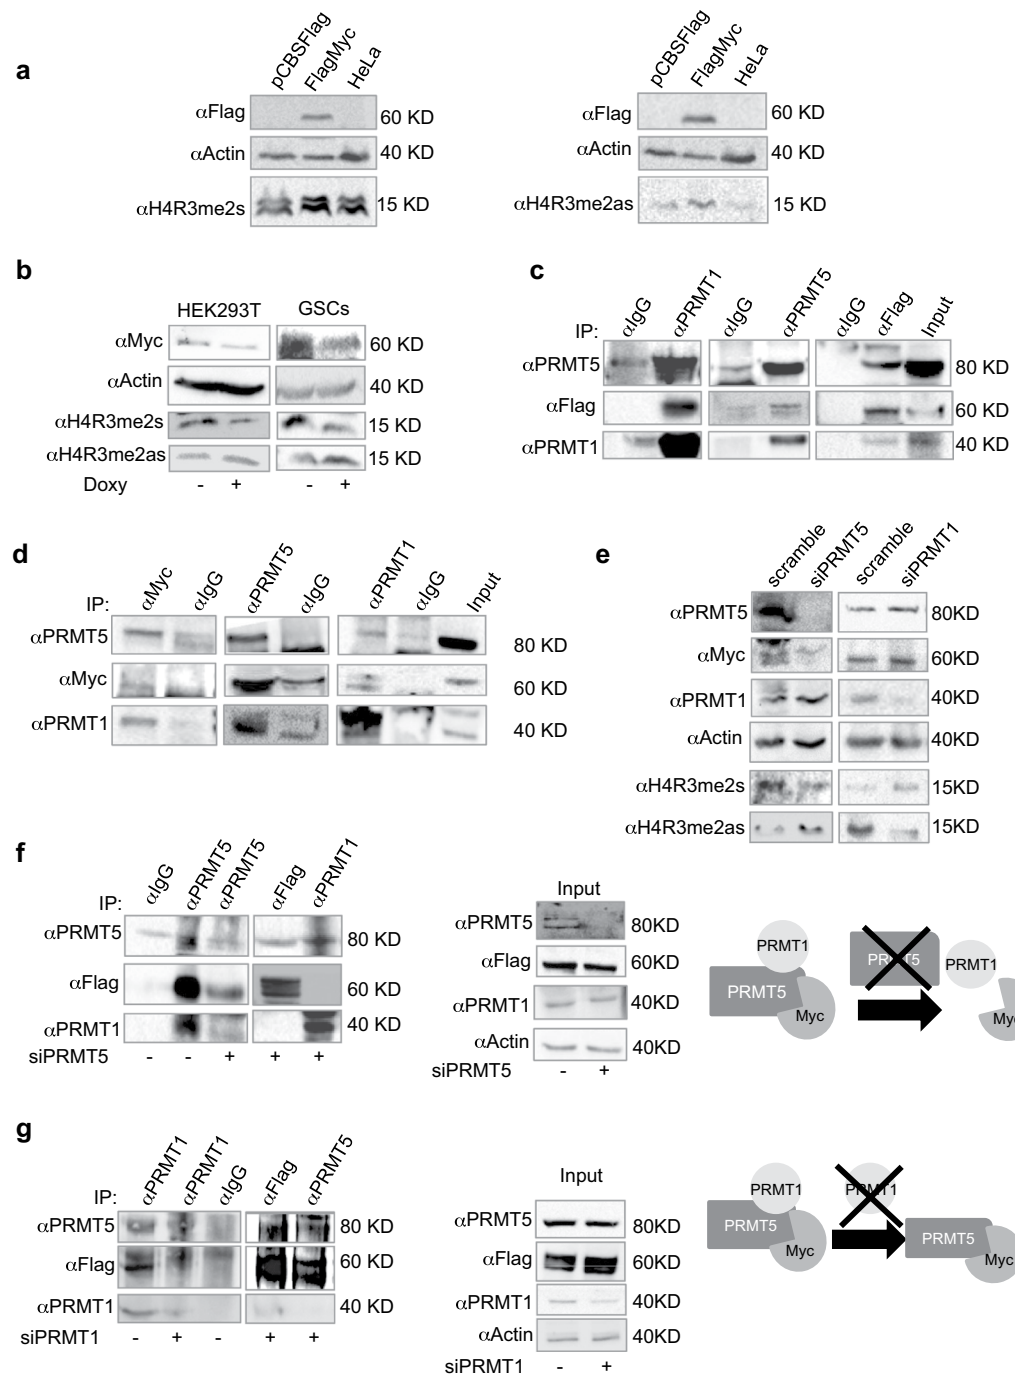 a
pCBSFlag FlagMyc HeLa
αFlag 60 KD
αActin 40 KD
αH4R3me2s 15 KD
pCBSFlag FlagMyc HeLa
αFlag 60 KD
αActin 40 KD
αH4R3me2as 15 KD
b
HEK293T GSCs
αMyc 60 KD
αActin 40 KD
αH4R3me2s 15 KD
αH4R3me2as 15 KD
Doxy - + - +
c
IP: αIgG αPRMT1 αIgG αPRMT5 αIgG αFlag Input
αPRMT5 80 KD
αFlag 60 KD
αPRMT1 40 KD
d
IP: αMyc αIgG αPRMT5 αIgG αPRMT1 αIgG Input
αPRMT5 80 KD
αMyc 60 KD
αPRMT1 40 KD
e
scramble siPRMT5 scramble siPRMT1
αPRMT5 80KD
αMyc 60KD
αPRMT1 40KD
αActin 40KD
αH4R3me2s 15KD
αH4R3me2as 15KD
f
IP: αIgG αPRMT5 αPRMT5 αFlag αPRMT1
αPRMT5 80 KD
αFlag 60 KD
αPRMT1 40 KD
siPRMT5 - - + + +
Input
αPRMT5 80KD
αFlag 60KD
αPRMT1 40KD
αActin 40KD
siPRMT5 - +
PRMT1
PRMT5
Myc
PRMT5
PRMT1
Myc
g
IP: αPRMT1 αPRMT1 αIgG αFlag αPRMT5
αPRMT5 80 KD
αFlag 60 KD
αPRMT1 40 KD
siPRMT1 - + - + +
Input
αPRMT5 80KD
αFlag 60KD
αPRMT1 40KD
αActin 40KD
siPRMT1 - +
PRMT1
PRMT5
Myc
PRMT1
PRMT5
Myc